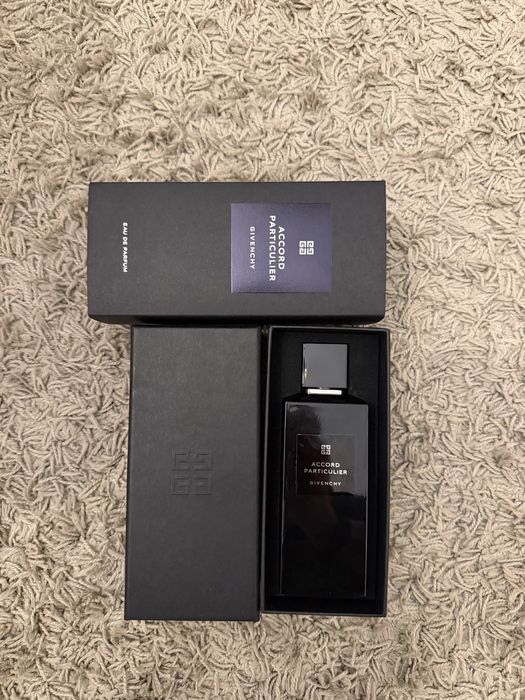 ACCORD
PARTICULIER
GIVENCHY
EAU DE PARFUM
ACCORD
PARTICULIER
GIVENCHY